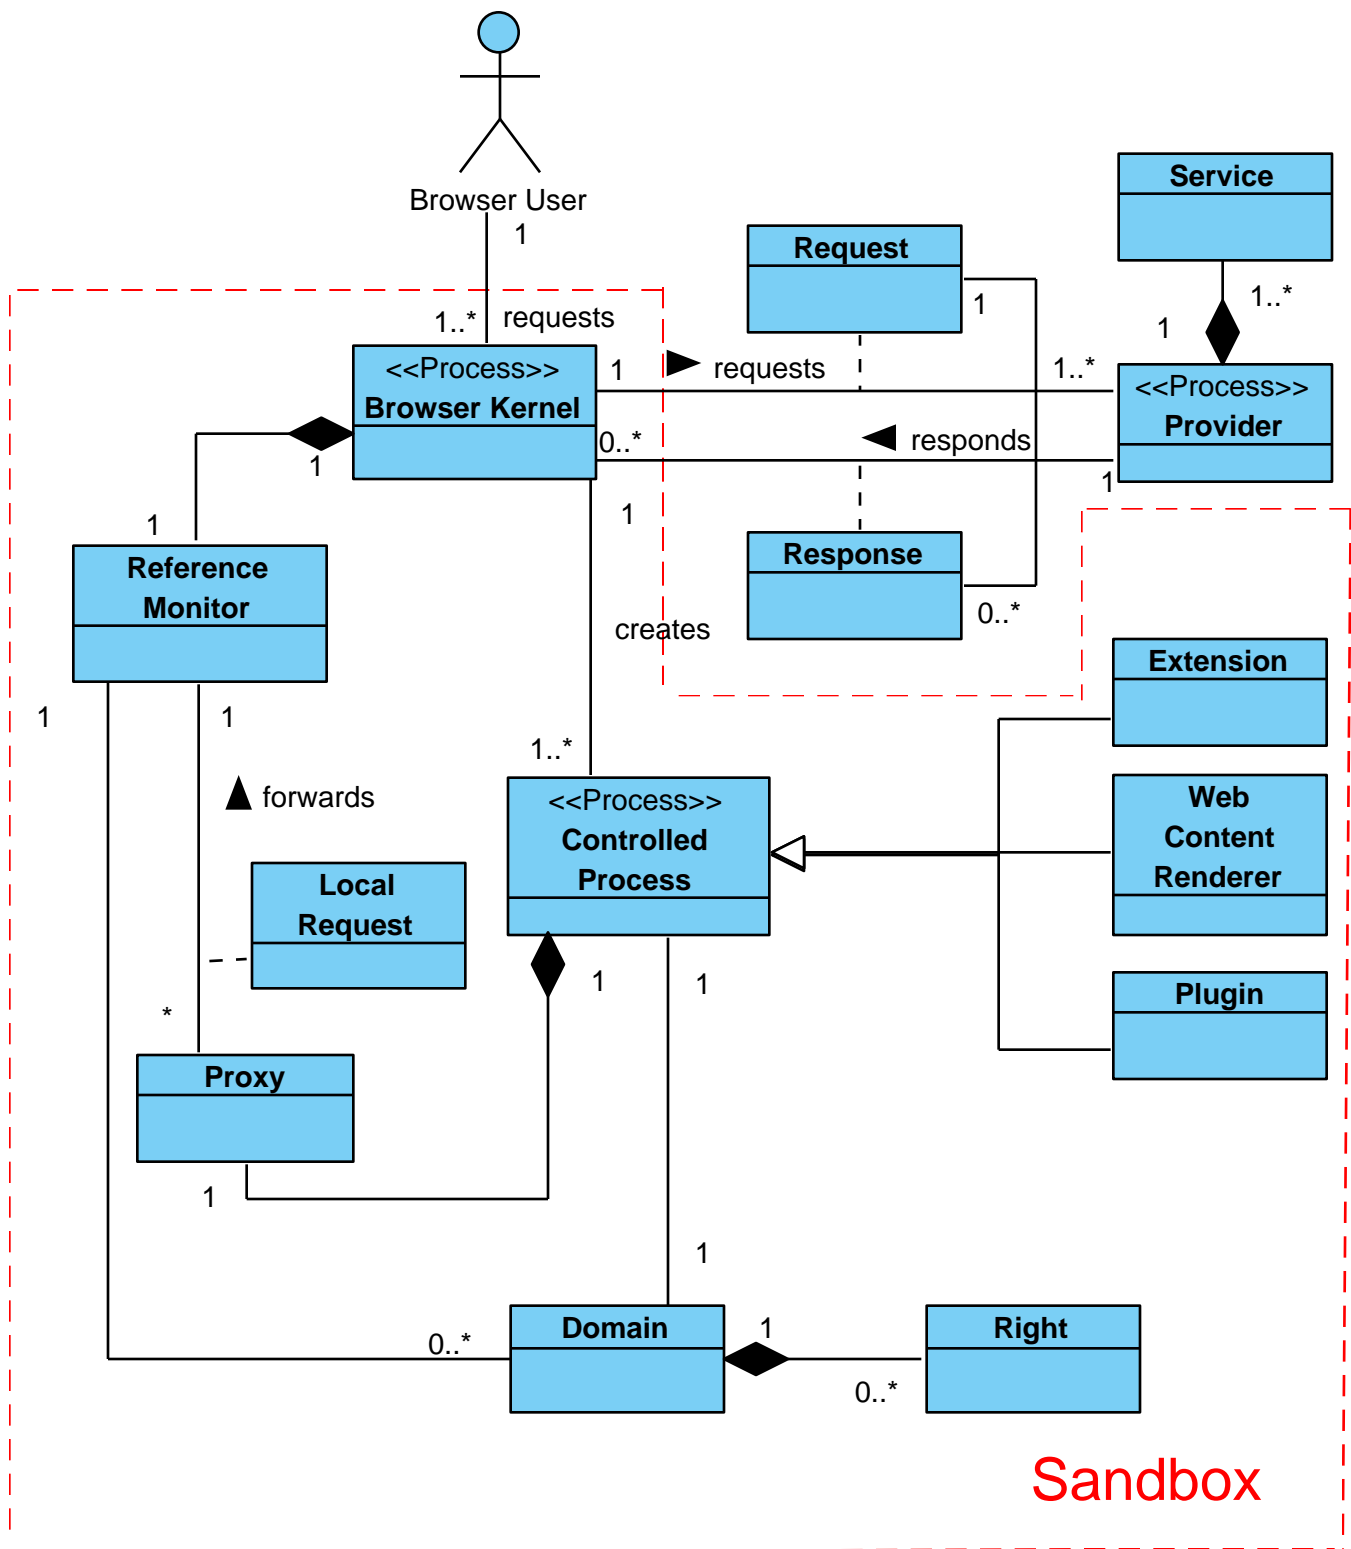 Browser User
1
Service
Request
1
1..*
1..*
requests
1
<<Process>>
Browser Kernel
1
requests
1..*
<<Process>>
Provider
0..*
responds
1
1
1
1
Reference
Monitor
Response
0..*
creates
Extension
1
1
1..*
forwards
<<Process>>
Controlled
Process
Web
Content
Renderer
Local
Request
1
1
Plugin
*
Proxy
1
1
Domain
1
Right
0..*
0..*
Sandbox